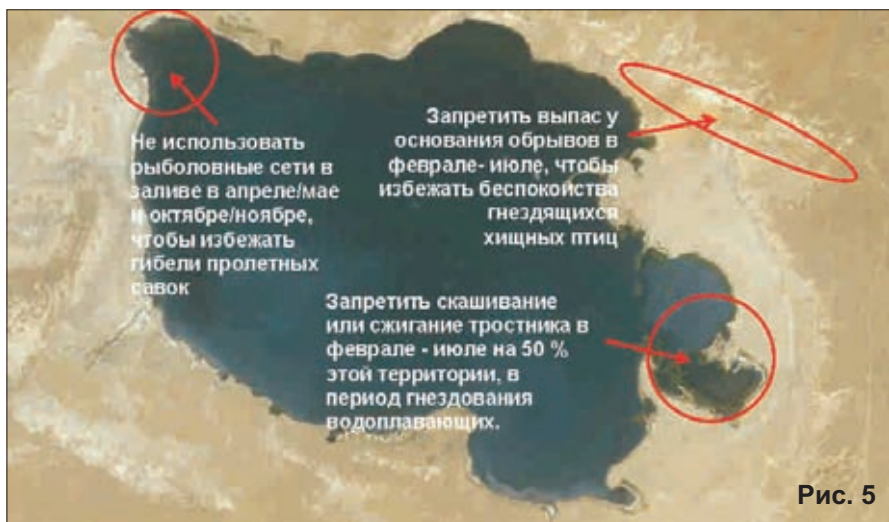 Не использовать
рыболовные сети в
заливе в апреле/мае
и октябре/ноябре,
чтобы избежать
гибели пролетных
савок
Запретить выпас у
основания обрывов в
феврале- июле, чтобы
избежать беспокойства
гнездящихся
хищных птиц
Запретить скашивание
или сжигание тростника в
феврале - июле на 50 %
этой территории, в
период гнездования
водоплавающих.
Рис. 5